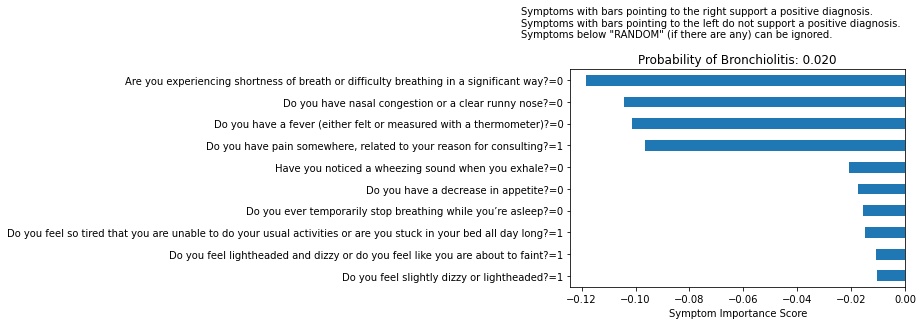 Symptoms with bars pointing to the right support a positive diagnosis.
Symptoms with bars pointing to the left do not support a positive diagnosis.
Symptoms below "RANDOM" (if there are any) can be ignored.
Probability of Bronchiolitis: 0.020
Are you experiencing shortness of breath or difficulty breathing in a significant way?=0
Do you have nasal congestion or a clear runny nose?=0
Do you have a fever (either felt or measured with a thermometer)?=0
Do you have pain somewhere, related to your reason for consulting?=1
Have you noticed a wheezing sound when you exhale?=0
Do you have a decrease in appetite?=0
Do you ever temporarily stop breathing while you’re asleep?=0
Do you feel so tired that you are unable to do your usual activities or are you stuck in your bed all day long?=1
Do you feel lightheaded and dizzy or do you feel like you are about to faint?=1
Do you feel slightly dizzy or lightheaded?=1
−0.12 −0.10 −0.08 −0.06 −0.04 −0.02 0.00
Symptom Importance Score